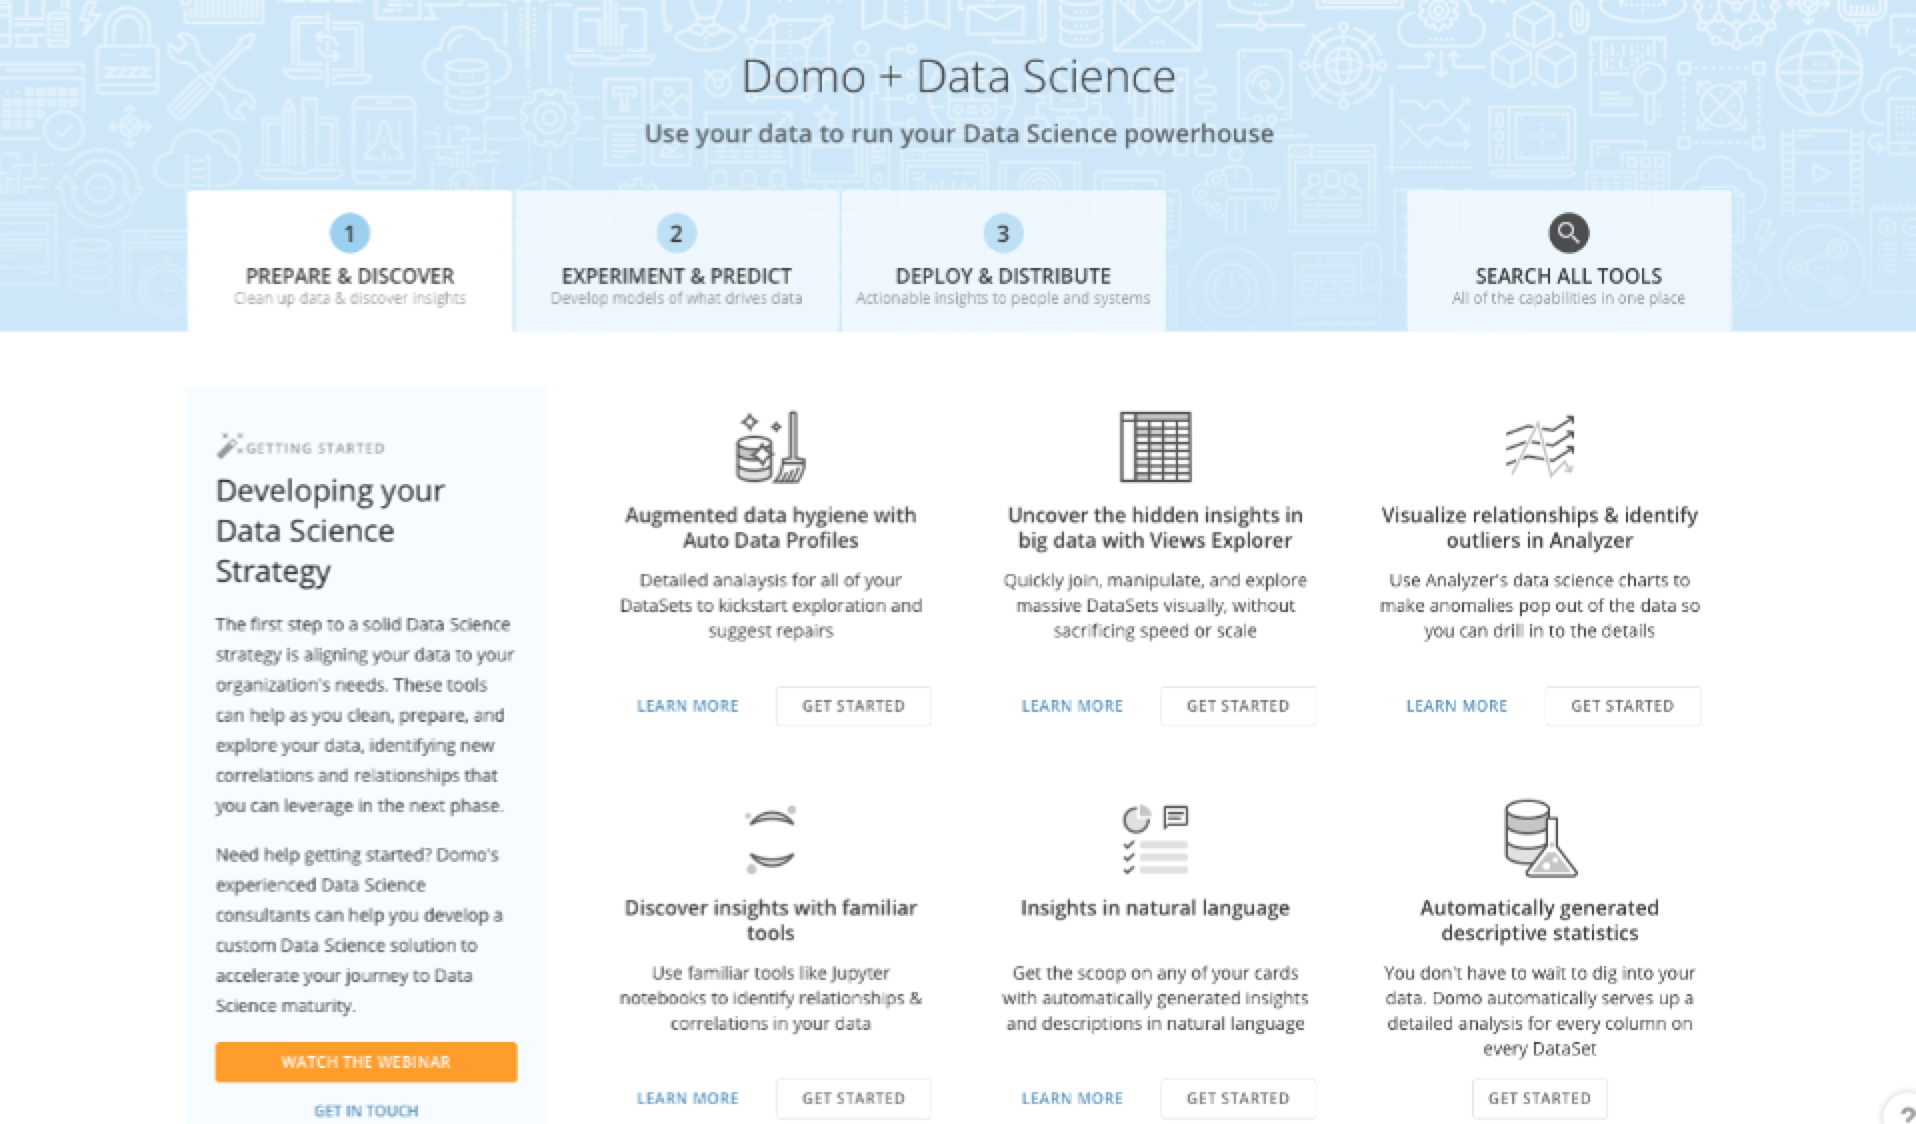 Domo + Data Science
Use your data to run your Data Science powerhouse
1
PREPARE & DISCOVER
Clean up data & discover insights
2
EXPERIMENT & PREDICT
Develop models of what drives data
3
DEPLOY & DISTRIBUTE
Actionable insights to people and systems
SEARCH ALL TOOLS
All of the capabilities in one place
GETTING STARTED
Developing your
Data Science
Strategy
The first step to a solid Data Science
strategy is aligning your data to your
organization's needs. These tools
can help as you clean, prepare, and
explore your data, identifying new
correlations and relationships that
you can leverage in the next phase.
Need help getting started? Domo's
experienced Data Science
consultants can help you develop a
custom Data Science solution to
accelerate your journey to Data
Science maturity.
WATCH THE WEBINAR
GET IN TOUCH
Augmented data hygiene with
Auto Data Profiles
Detailed analaysis for all of your
DataSets to kickstart exploration and
suggest repairs
LEARN MORE
GET STARTED
Uncover the hidden insights in
big data with Views Explorer
Quickly join, manipulate, and explore
massive DataSets visually, without
sacrificing speed or scale
LEARN MORE
GET STARTED
Visualize relationships & identify
outliers in Analyzer
Use Analyzer's data science charts to
make anomalies pop out of the data so
you can drill in to the details
LEARN MORE
GET STARTED
Discover insights with familiar
tools
Use familiar tools like Jupyter
notebooks to identify relationships &
correlations in your data
LEARN MORE
GET STARTED
Insights in natural language
Get the scoop on any of your cards
with automatically generated insights
and descriptions in natural language
LEARN MORE
GET STARTED
Automatically generated
descriptive statistics
You don't have to wait to dig into your
data. Domo automatically serves up a
detailed analysis for every column on
every DataSet
GET STARTED
?